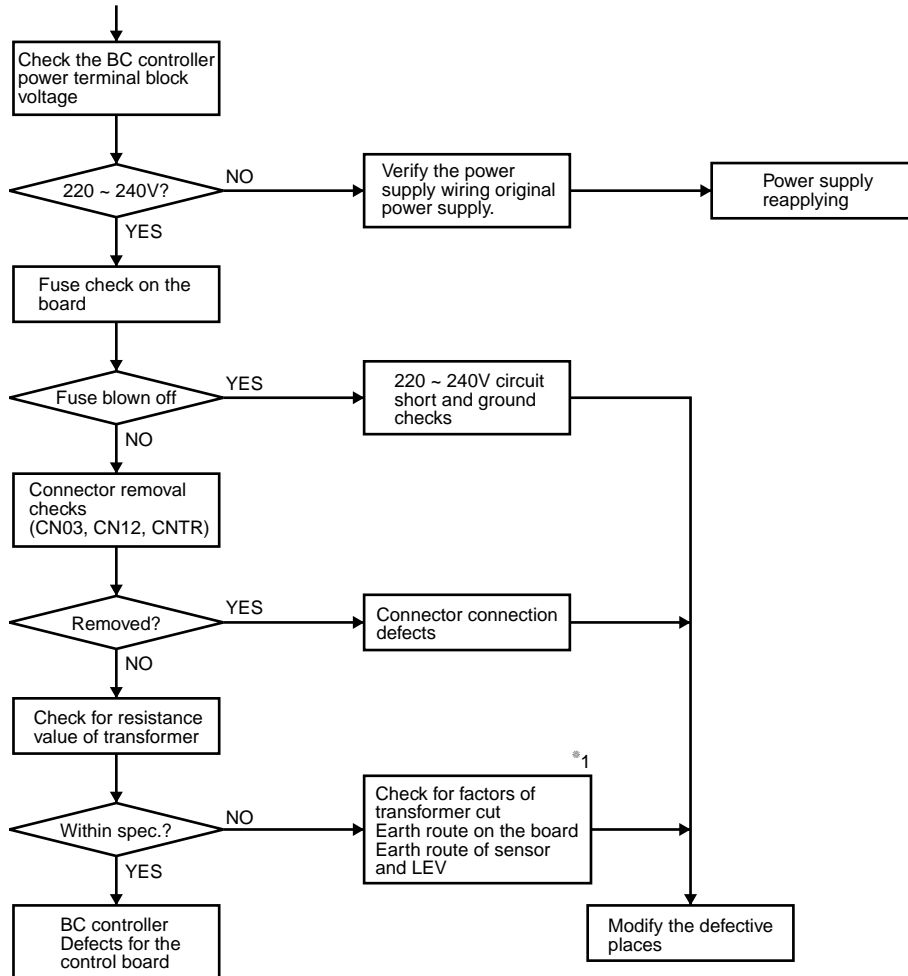 Check the BC controller
power terminal block
voltage
220 ~ 240V?
NO
Verify the power
supply wiring original
power supply.
Power supply
reapplying
YES
Fuse check on the
board
Fuse blown off
YES
220 ~ 240V circuit
short and ground
checks
NO
Connector removal
checks
(CN03, CN12, CNTR)
Removed?
YES
Connector connection
defects
NO
Check for resistance
value of transformer
Within spec.?
NO
*1
Check for factors of
transformer cut
Earth route on the board
Earth route of sensor
and LEV
YES
BC controller
Defects for the
control board
Modify the defective
places